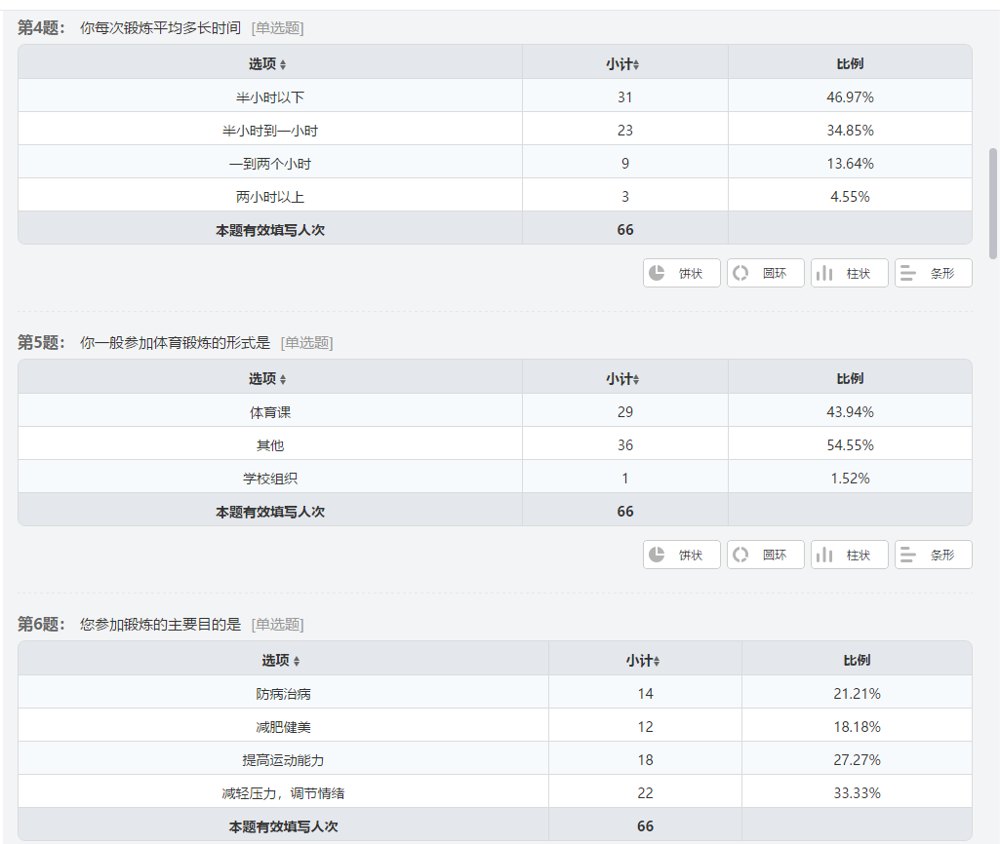 第4题： 你每次锻炼平均多长时间 [单选题]
选项 小计 比例
半小时以下 31 46.97%
半小时到一小时 23 34.85%
一到两个小时 9 13.64%
两小时以上 3 4.55%
本题有效填写人次 66
饼状 圆环 柱状 条形
第5题： 你一般参加体育锻炼的形式是 [单选题]
选项 小计 比例
体育课 29 43.94%
其他 36 54.55%
学校组织 1 1.52%
本题有效填写人次 66
饼状 圆环 柱状 条形
第6题： 您参加锻炼的主要目的是 [单选题]
选项 小计 比例
防病治病 14 21.21%
减肥健美 12 18.18%
提高运动能力 18 27.27%
减轻压力，调节情绪 22 33.33%
本题有效填写人次 66